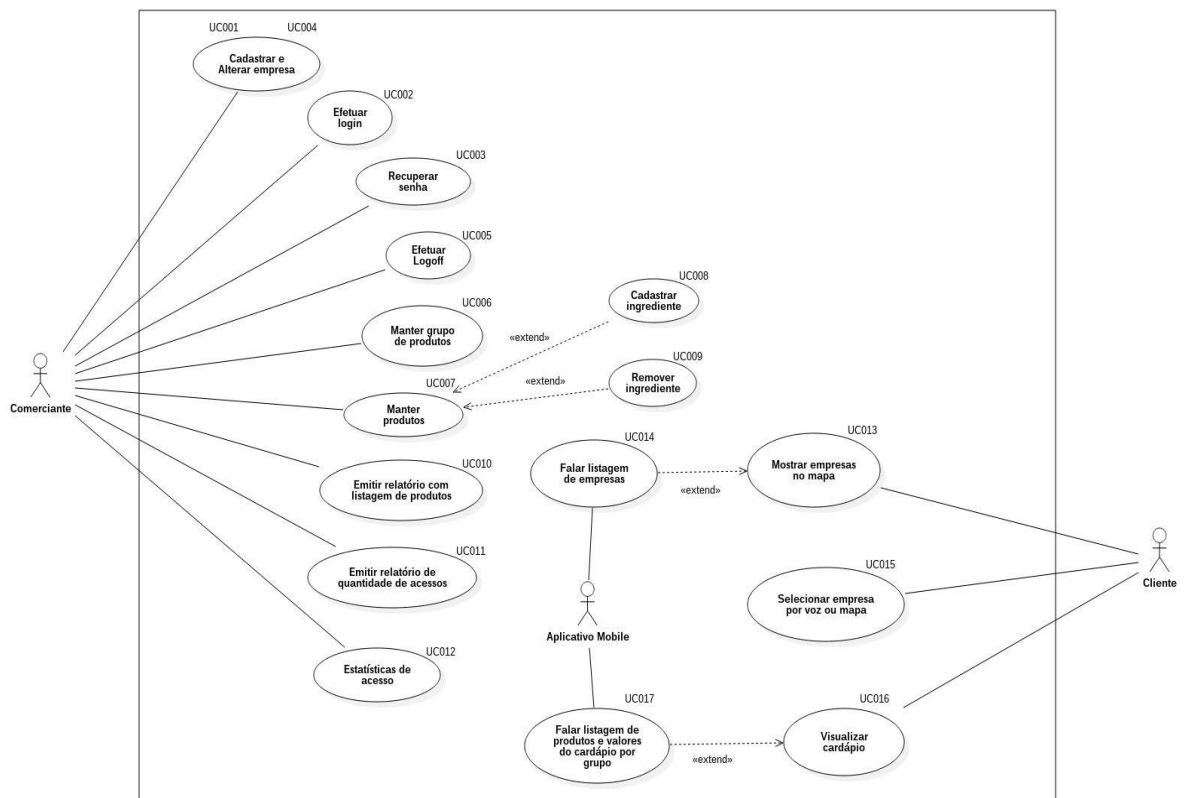 UC001
UC004
Cadastrar e
Alterar empresa
UC002
Efetuar
login
UC003
Recuperar
senha
UC005
Efetuar
Logoff
UC006
Manter grupo
de produtos
UC007
Manter
produtos
UC008
Cadastrar
ingrediente
«extend»
UC009
Remover
ingrediente
«extend»
Comerciante
UC010
Emitir relatório com
listagem de produtos
UC011
Emitir relatório de
quantidade de acessos
UC012
Estatísticas de
acesso
UC014
Falar listagem
de empresas
«extend»
UC013
Mostrar empresas
no mapa
UC015
Selecionar empresa
por voz ou mapa
Cliente
Aplicativo Mobile
UC017
Falar listagem de
produtos e valores
do cardápio por
grupo
«extend»
UC016
Visualizar
cardápio